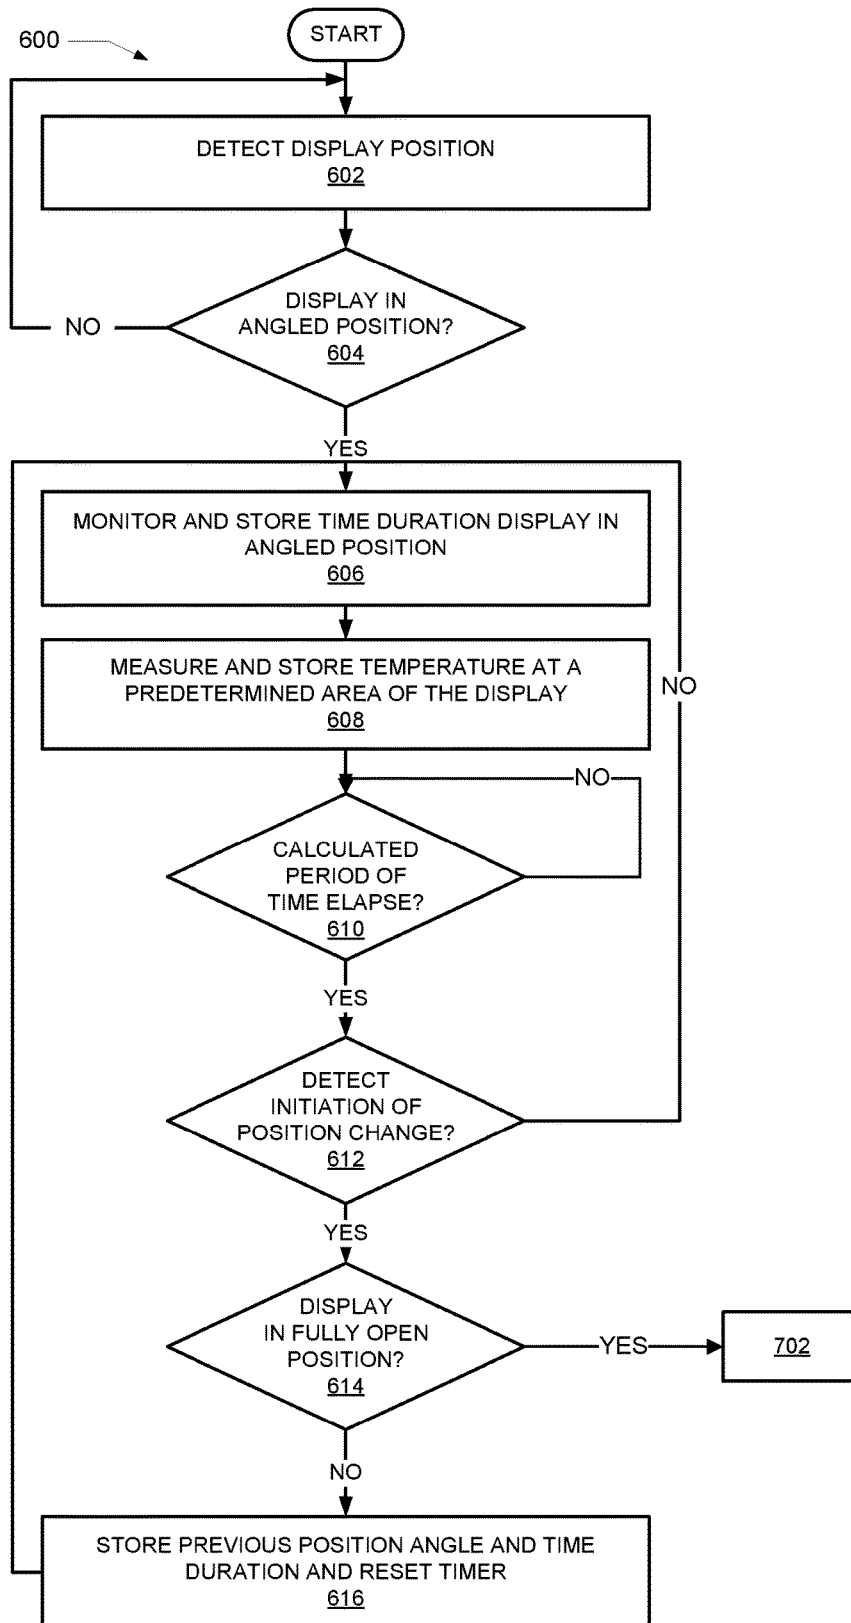 600
START
DETECT DISPLAY POSITION
602
DISPLAY IN
ANGLED POSITION?
604
NO
YES
MONITOR AND STORE TIME DURATION DISPLAY IN
ANGLED POSITION
606
MEASURE AND STORE TEMPERATURE AT A
PREDETERMINED AREA OF THE DISPLAY
608
NO
NO
CALCULATED
PERIOD OF
TIME ELAPSE?
610
YES
DETECT
INITIATION OF
POSITION CHANGE?
612
YES
DISPLAY
IN FULLY OPEN
POSITION?
614
YES
702
NO
STORE PREVIOUS POSITION ANGLE AND TIME
DURATION AND RESET TIMER
616